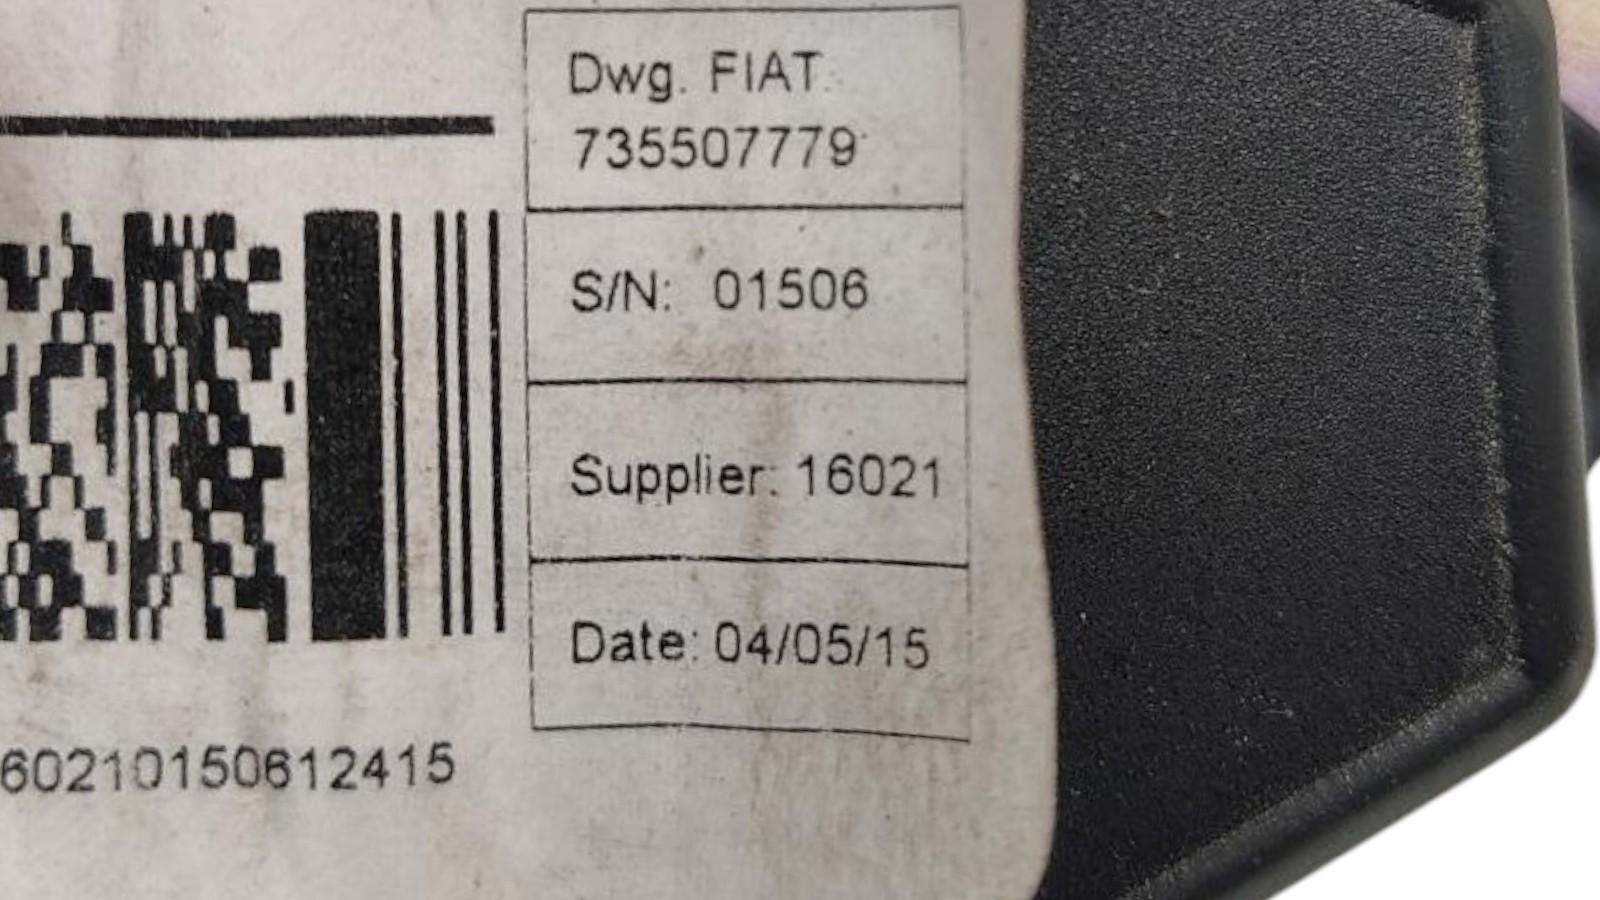 Dwg. FIAT.
735507779
S/N: 01506
Supplier: 16021
Date: 04/05/15
60210150612415